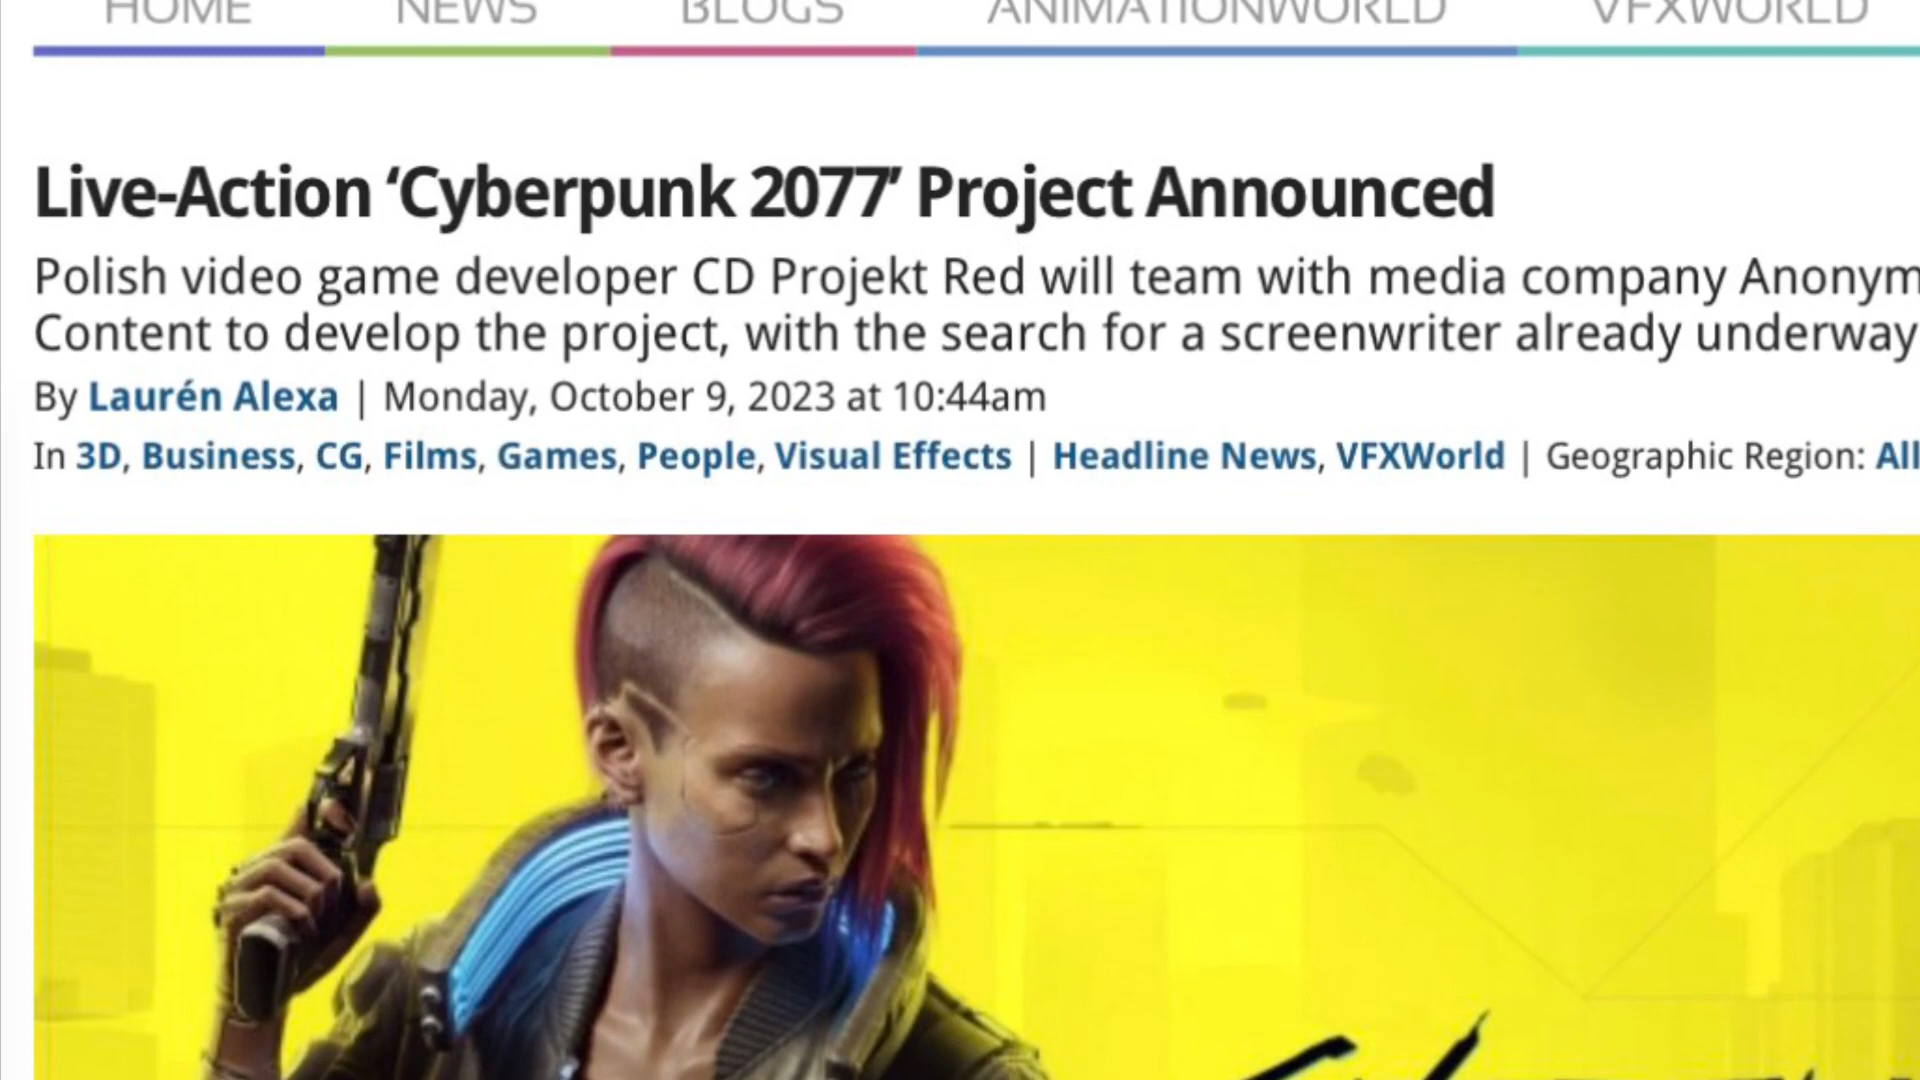 HOME NEWS BLOGS ANIMATIONWORLD VFXWORLD
Live-Action ‘Cyberpunk 2077’ Project Announced
Polish video game developer CD Projekt Red will team with media company Anonym
Content to develop the project, with the search for a screenwriter already underway
By Laurén Alexa | Monday, October 9, 2023 at 10:44am
In 3D, Business, CG, Films, Games, People, Visual Effects | Headline News, VFXWorld | Geographic Region: All